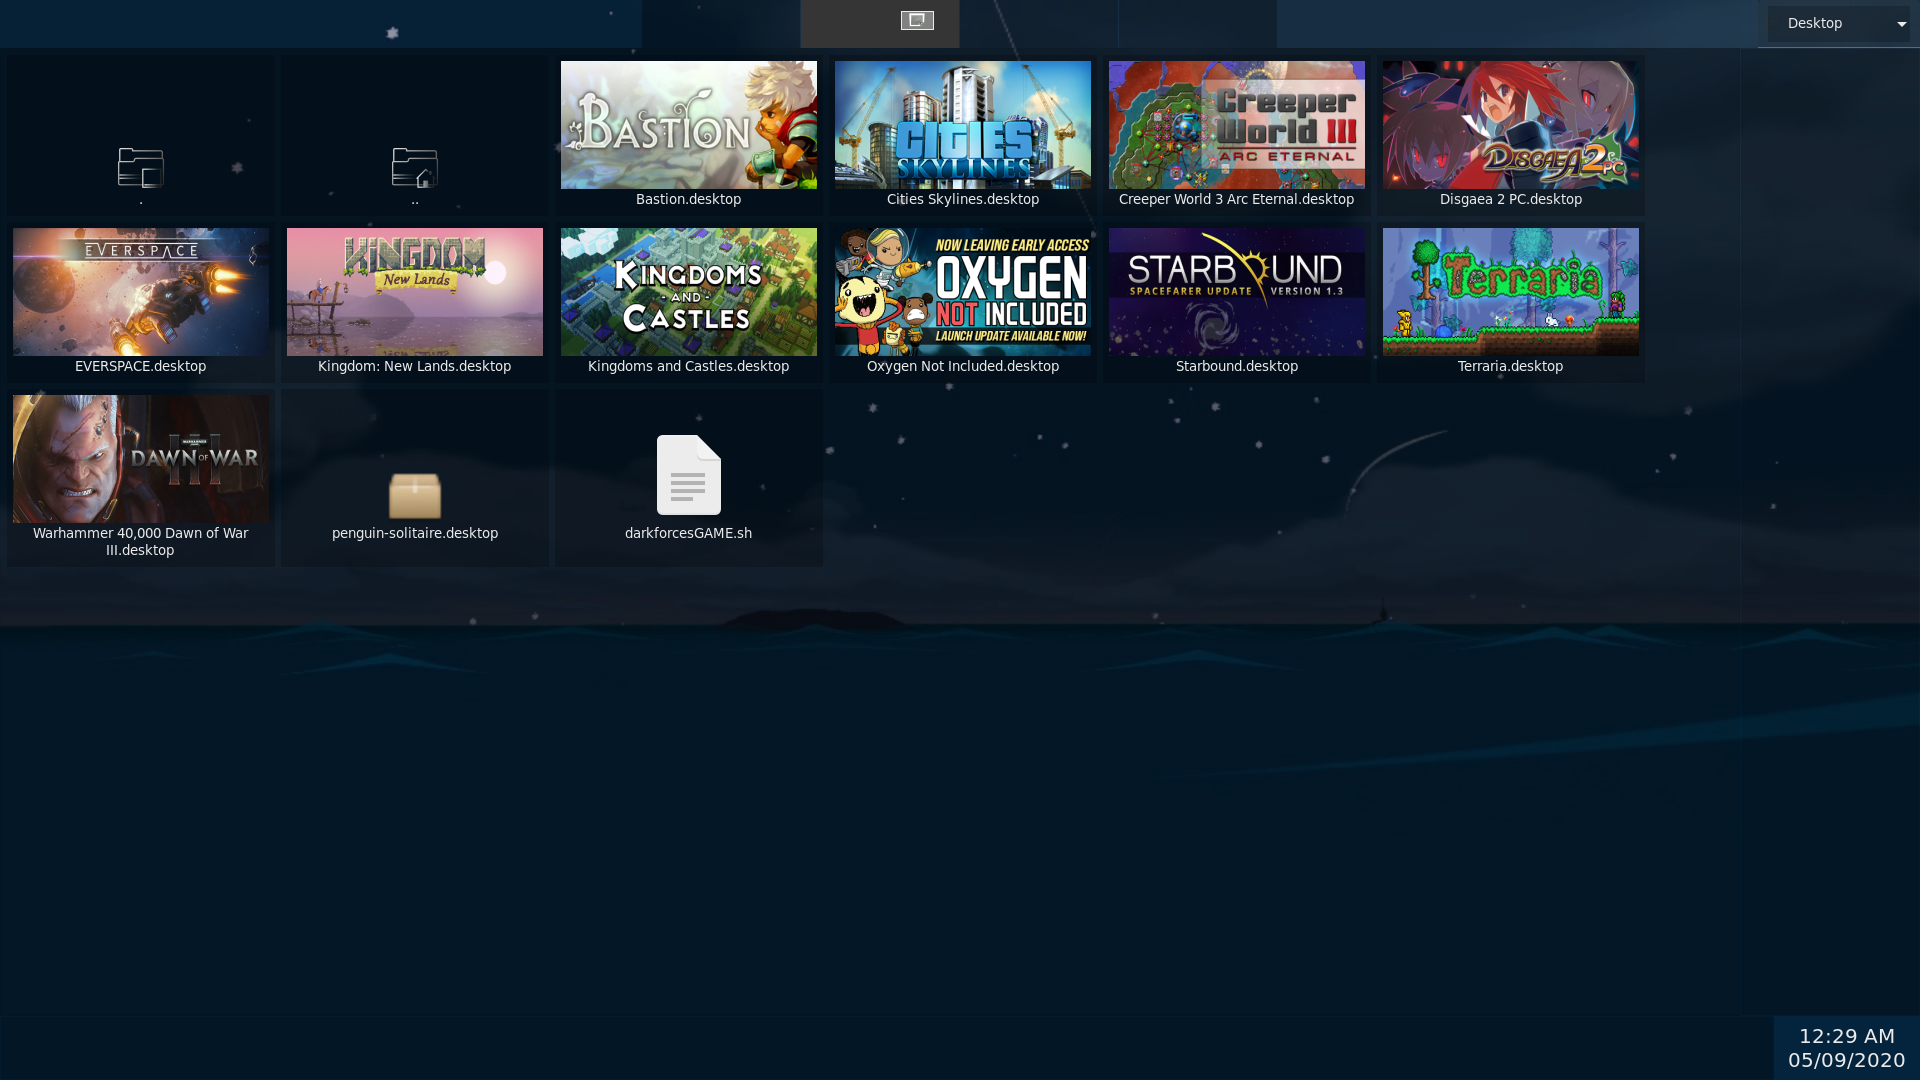 Desktop
.
..
BASTION
Bastion.desktop
CITIES
SKYLINES
Cities Skylines.desktop
Creeper
World III
ARC ETERNAL
Creeper World 3 Arc Eternal.desktop
DISGAEA 2 PC
Disgaea 2 PC.desktop
EVERSPACE
EVERSPACE.desktop
KINGDOM
New Lands
Kingdom: New Lands.desktop
KINGDOMS
- AND -
CASTLES
Kingdoms and Castles.desktop
NOW LEAVING EARLY ACCESS
OXYGEN
NOT INCLUDED
LAUNCH UPDATE AVAILABLE NOW!
Oxygen Not Included.desktop
STARBOUND
SPACEFARER UPDATE VERSION 1.3
Starbound.desktop
Terraria
Terraria.desktop
WARHAMMER
DAWN OF WAR
III
Warhammer 40,000 Dawn of War
III.desktop
penguin-solitaire.desktop
darkforcesGAME.sh
12:29 AM
05/09/2020